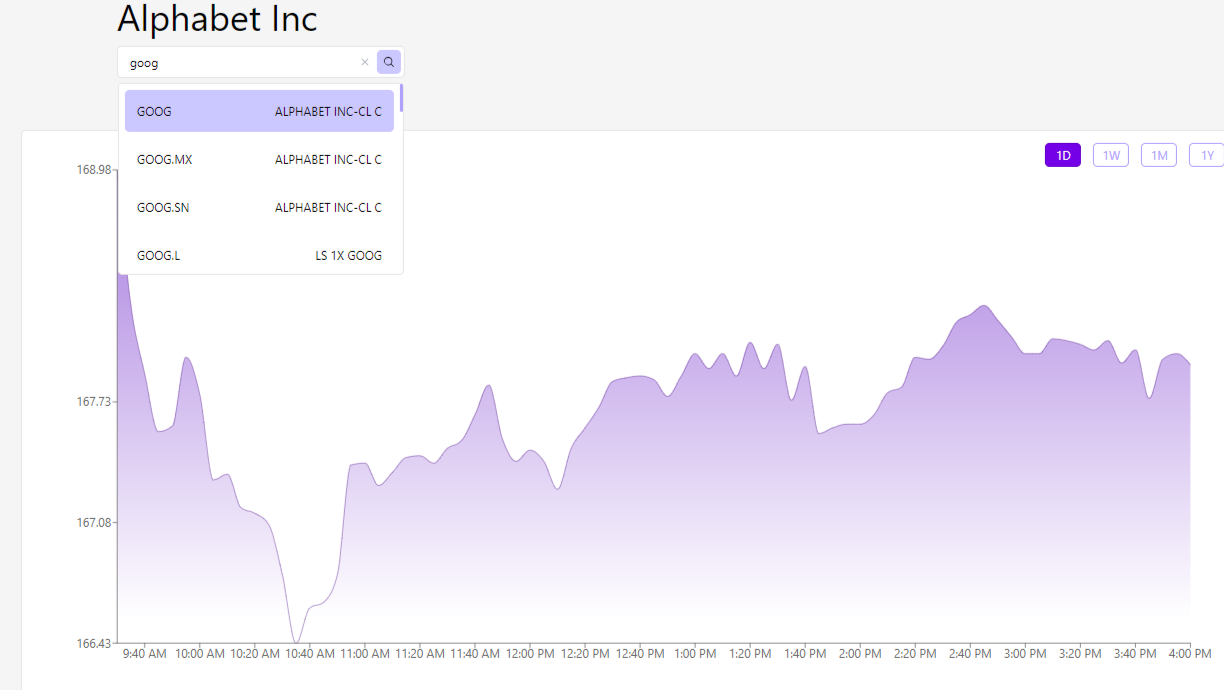 Alphabet Inc
goog
GOOG ALPHABET INC-CL C
GOOG.MX ALPHABET INC-CL C
GOOG.SN ALPHABET INC-CL C
GOOG.L LS 1X GOOG
1D 1W 1M 1Y
168.98
167.73
167.08
166.43
9:40 AM 10:00 AM 10:20 AM 10:40 AM 11:00 AM 11:20 AM 11:40 AM 12:00 PM 12:20 PM 12:40 PM 1:00 PM 1:20 PM 1:40 PM 2:00 PM 2:20 PM 2:40 PM 3:00 PM 3:20 PM 3:40 PM 4:00 PM